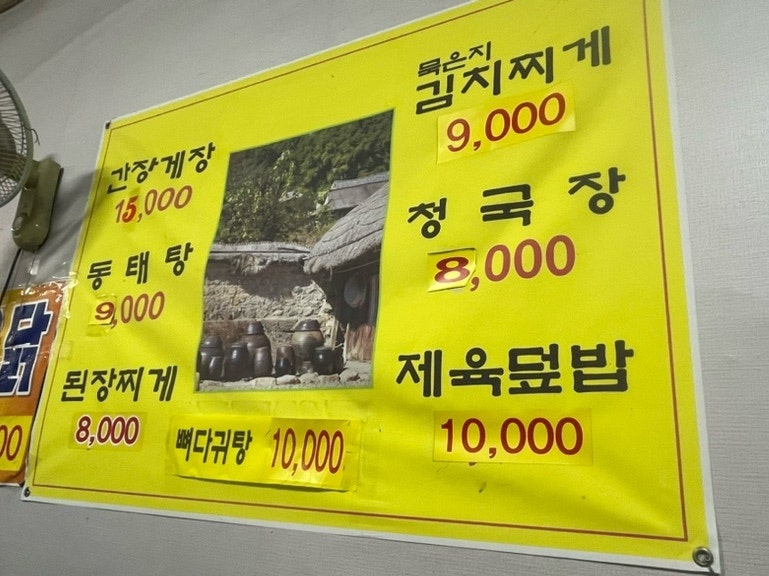 간장게장
15,000
동태탕
9,000
된장찌게
8,000
뼈다귀탕 10,000
묵은지
김치찌게
9,000
청국장
8,000
제육덮밥
10,000
닭
00